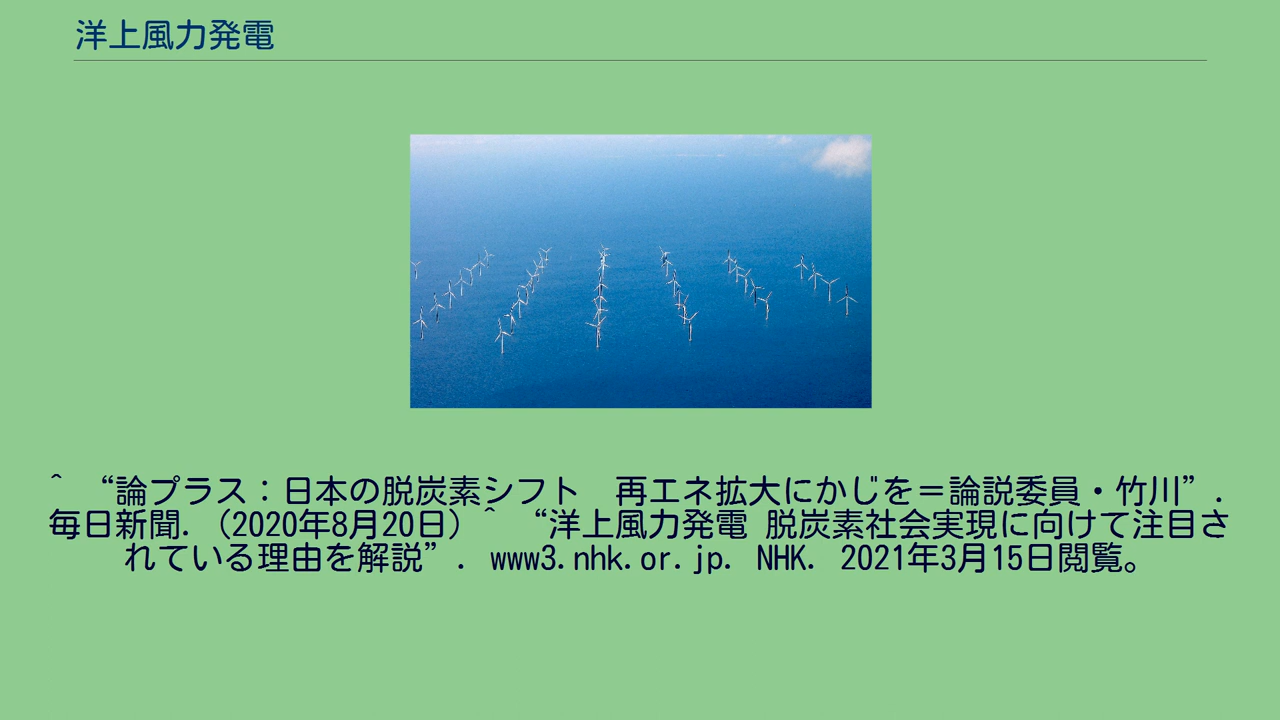 洋上風力発電
^ “論プラス：日本の脱炭素シフト　再エネ拡大にかじを＝論説委員・竹川”.
毎日新聞. （2020年8月20日）^ “洋上風力発電 脱炭素社会実現に向けて注目さ
れている理由を解説”. www3.nhk.or.jp. NHK. 2021年3月15日閲覧。